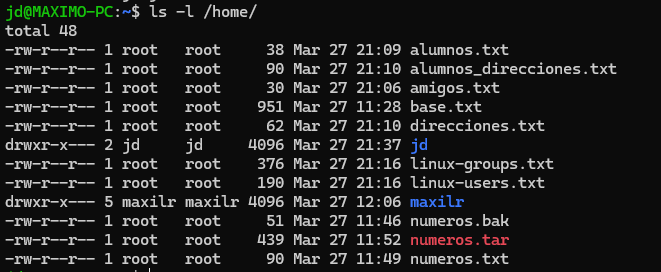 jd@MAXIMO-PC:~$ ls -l /home/
total 48
-rw-r--r-- 1 root   root     38 Mar 27 21:09 alumnos.txt
-rw-r--r-- 1 root   root     90 Mar 27 21:10 alumnos_direcciones.txt
-rw-r--r-- 1 root   root     30 Mar 27 21:06 amigos.txt
-rw-r--r-- 1 root   root    951 Mar 27 11:28 base.txt
-rw-r--r-- 1 root   root     62 Mar 27 21:10 direcciones.txt
drwxr-x--- 2 jd     jd     4096 Mar 27 21:37 jd
-rw-r--r-- 1 root   root    376 Mar 27 21:16 linux-groups.txt
-rw-r--r-- 1 root   root    190 Mar 27 21:16 linux-users.txt
drwxr-x--- 5 maxilr maxilr 4096 Mar 27 12:06 maxilr
-rw-r--r-- 1 root   root     51 Mar 27 11:46 numeros.bak
-rw-r--r-- 1 root   root    439 Mar 27 11:52 numeros.tar
-rw-r--r-- 1 root   root     90 Mar 27 11:49 numeros.txt